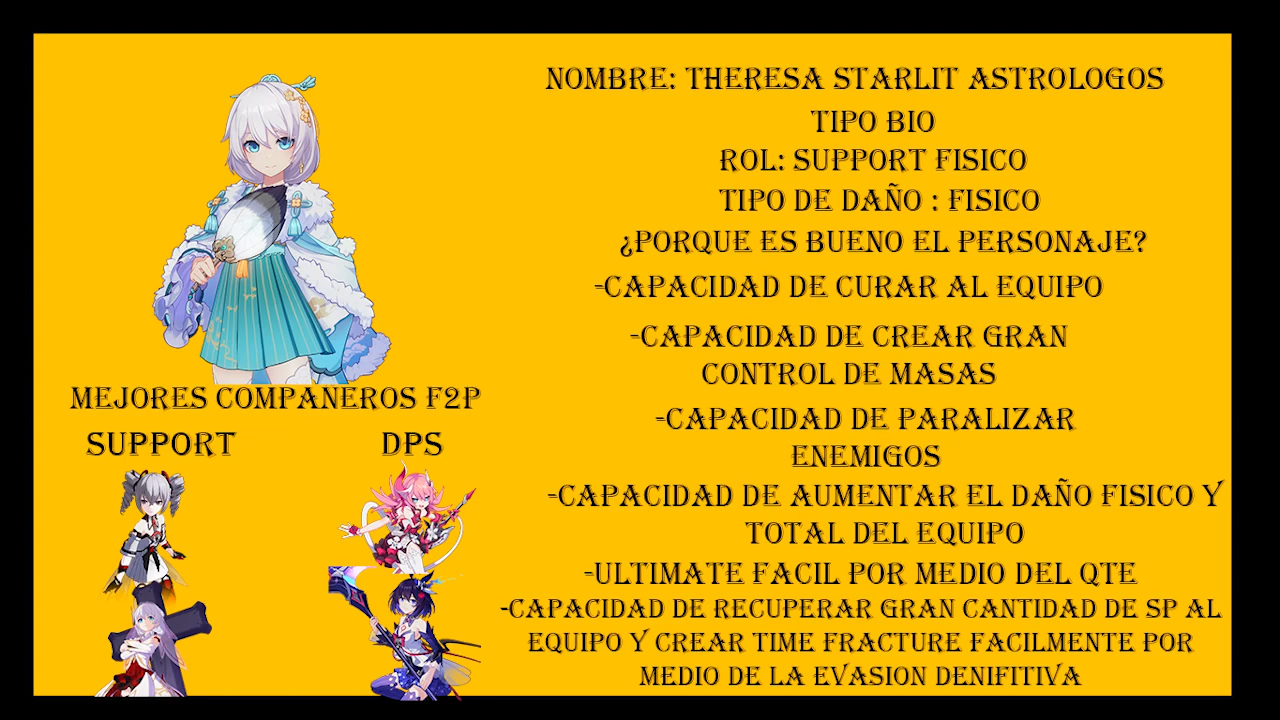 NOMBRE: THERESA STARLIT ASTROLOGOS
TIPO BIO
ROL: SUPPORT FISICO
TIPO DE DAÑO : FISICO
¿PORQUE ES BUENO EL PERSONAJE?
-CAPACIDAD DE CURAR AL EQUIPO
-CAPACIDAD DE CREAR GRAN
CONTROL DE MASAS
-CAPACIDAD DE PARALIZAR
ENEMIGOS
-CAPACIDAD DE AUMENTAR EL DAÑO FISICO Y
TOTAL DEL EQUIPO
-ULTIMATE FACIL POR MEDIO DEL QTE
-CAPACIDAD DE RECUPERAR GRAN CANTIDAD DE SP AL
EQUIPO Y CREAR TIME FRACTURE FACILMENTE POR
MEDIO DE LA EVASION DENIFITIVA
MEJORES COMPANEROS F2P
SUPPORT
DPS